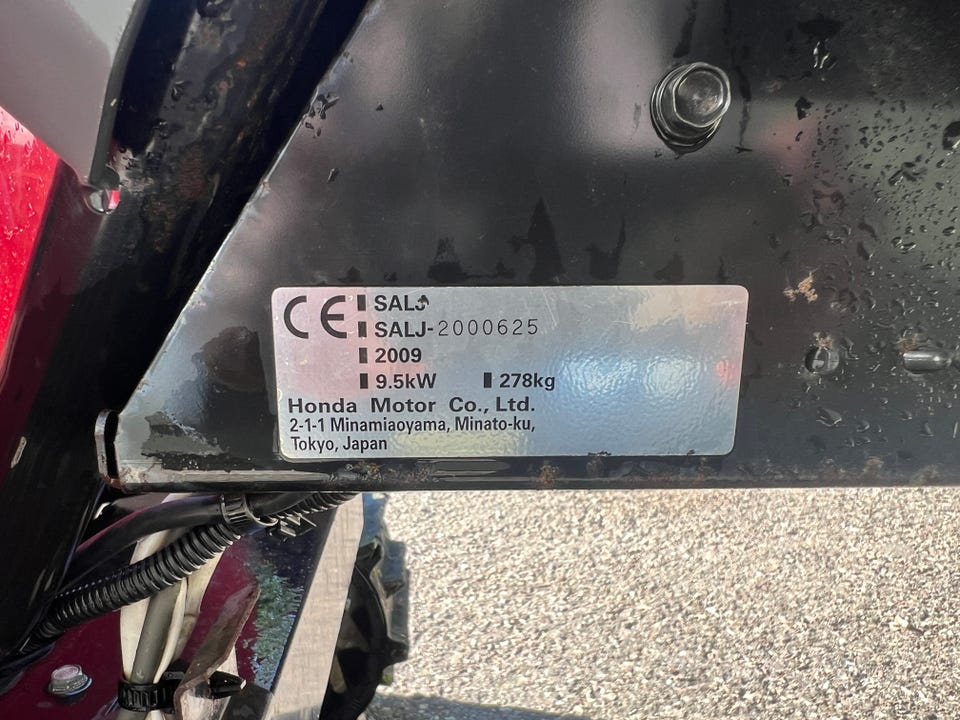 CE SALJ
SALJ-2000625
2009
9.5kW 278kg
Honda Motor Co., Ltd.
2-1-1 Minamiaoyama, Minato-ku,
Tokyo, Japan